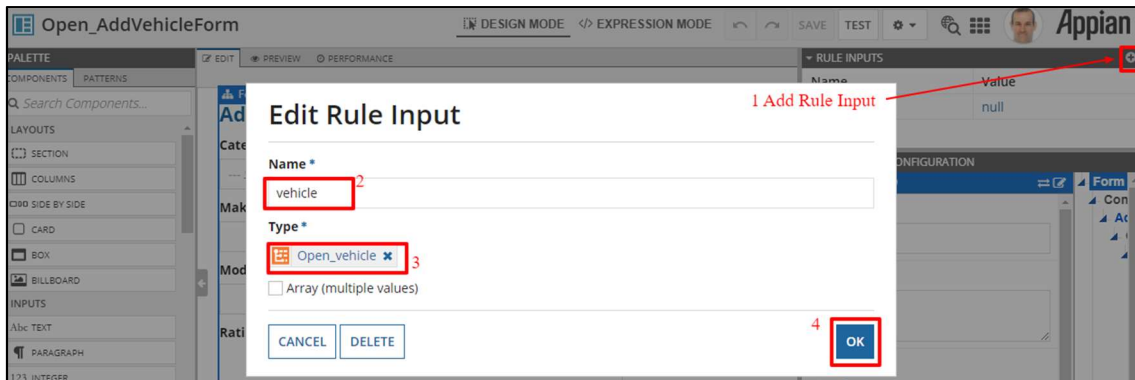 Open_AddVehicleForm
DESIGN MODE </> EXPRESSION MODE SAVE TEST Appian
PALETTE
COMPONENTS PATTERNS
Search Components...
LAYOUTS
SECTION
COLUMNS
SIDE BY SIDE
CARD
BOX
BILLBOARD
INPUTS
Abc TEXT
PARAGRAPH
123 INTEGER
EDIT PREVIEW PERFORMANCE
Ad
Cate
Mak
Mod
Rati
Edit Rule Input
Name *
vehicle
2
Type *
Open_vehicle
3
Array (multiple values)
CANCEL DELETE
4
OK
RULE INPUTS
1 Add Rule Input
Name Value
null
ONFIGURATION
Form
Con